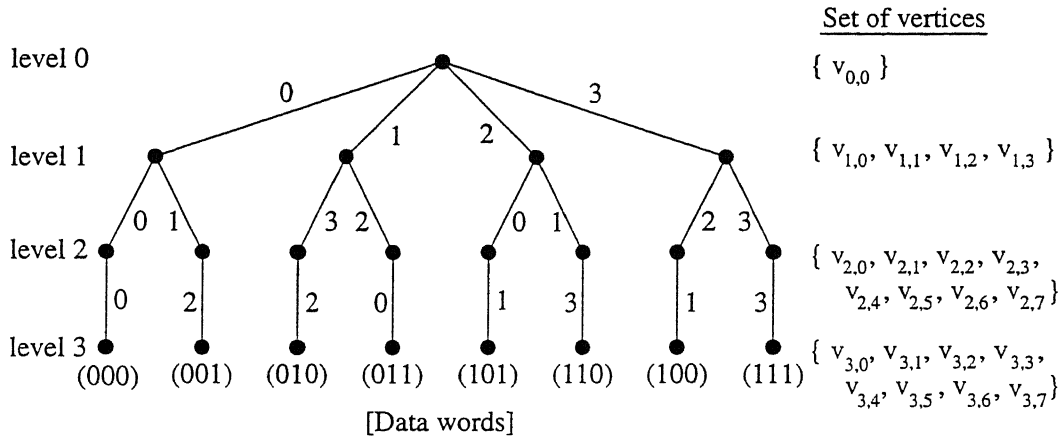 Set of vertices
level 0 { v0,0 }
0 1 2 3
level 1 { v1,0, v1,1, v1,2, v1,3 }
0 1 3 2 0 1 2 3
level 2 { v2,0, v2,1, v2,2, v2,3,
v2,4, v2,5, v2,6, v2,7 }
0 2 2 0 1 3 1 3
level 3 { v3,0, v3,1, v3,2, v3,3,
(000) (001) (010) (011) (101) (110) (100) (111)
v3,4, v3,5, v3,6, v3,7 }
[Data words]